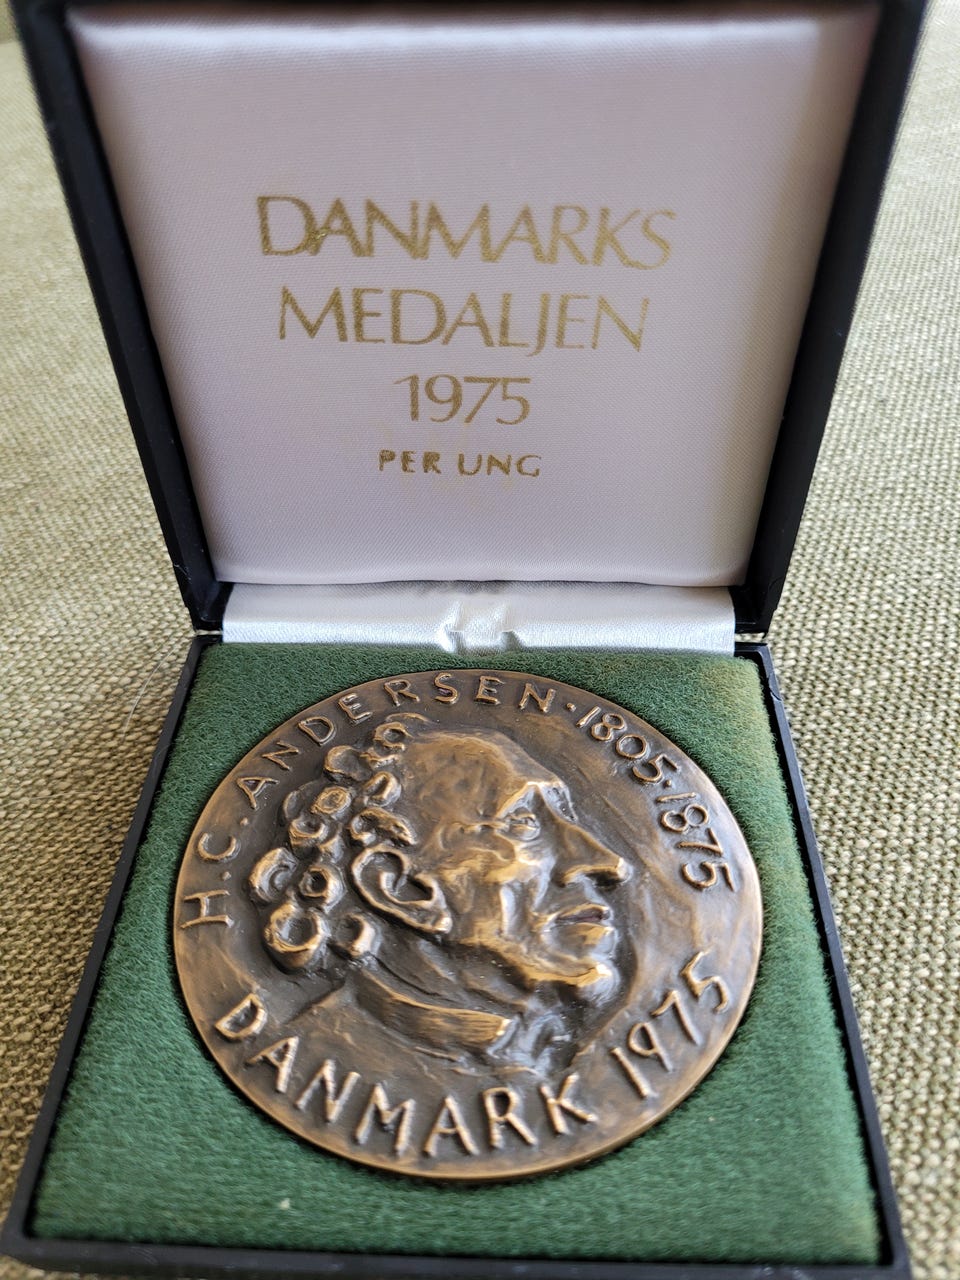 DANMARKS
MEDALJEN
1975
PER UNG
H.C. ANDERSEN · 1805 · 1875
DANMARK 1975